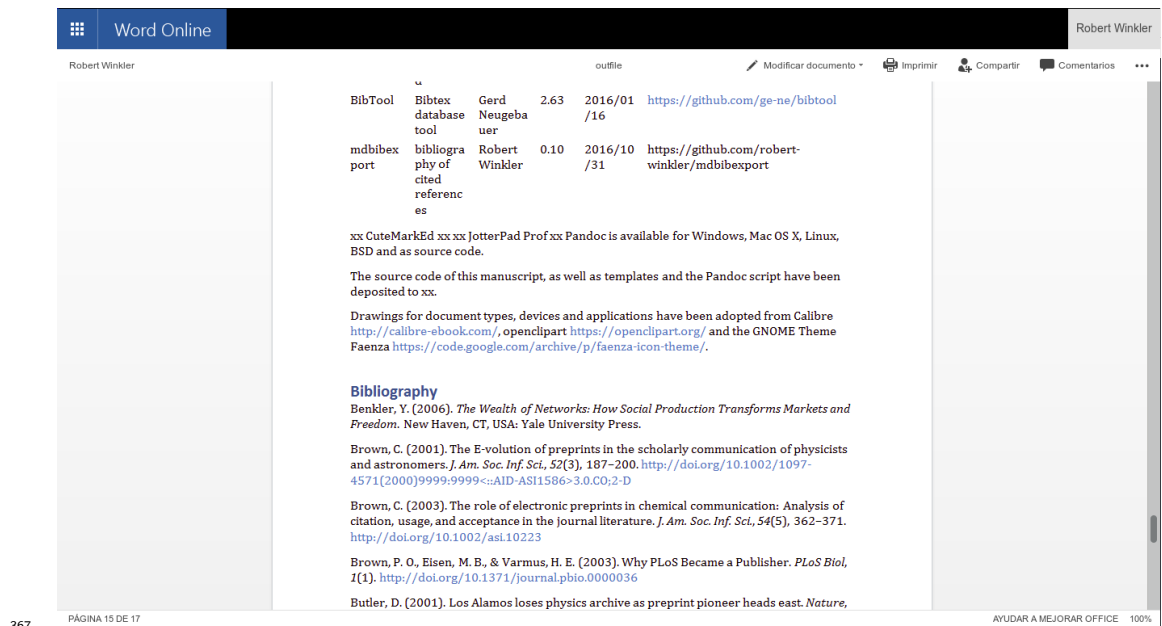 Word Online
Robert Winkler
Robert Winkler
outfile
Modificar documento
Imprimir
Compartir
Comentarios
BibTool Bibtex Gerd 2.63 2016/01 https://github.com/ge-ne/bibtool
database Neugeba /16
tool uer
mdbibex bibliogra Robert 0.10 2016/10 https://github.com/robert-
port phy of Winkler /31 winkler/mdbibexport
cited
referenc
es
xx CuteMarkEd xx xx JotterPad Prof xx Pandoc is available for Windows, Mac OS X, Linux,
BSD and as source code.
The source code of this manuscript, as well as templates and the Pandoc script have been
deposited to xx.
Drawings for document types, devices and applications have been adopted from Calibre
http://calibre-ebook.com/, openclipart https://openclipart.org/ and the GNOME Theme
Faenza https://code.google.com/archive/p/faenza-icon-theme/.
Bibliography
Benkler, Y. (2006). The Wealth of Networks: How Social Production Transforms Markets and
Freedom. New Haven, CT, USA: Yale University Press.
Brown, C. (2001). The E-volution of preprints in the scholarly communication of physicists
and astronomers. J. Am. Soc. Inf. Sci., 52(3), 187–200. http://doi.org/10.1002/1097-
4571(2000)9999:9999<::AID-ASI1586>3.0.CO;2-D
Brown, C. (2003). The role of electronic preprints in chemical communication: Analysis of
citation, usage, and acceptance in the journal literature. J. Am. Soc. Inf. Sci., 54(5), 362–371.
http://doi.org/10.1002/asi.10223
Brown, P. O., Eisen, M. B., & Varmus, H. E. (2003). Why PLoS Became a Publisher. PLoS Biol,
1(1). http://doi.org/10.1371/journal.pbio.0000036
Butler, D. (2001). Los Alamos loses physics archive as preprint pioneer heads east. Nature,
PÁGINA 15 DE 17
AYUDAR A MEJORAR OFFICE 100%
367